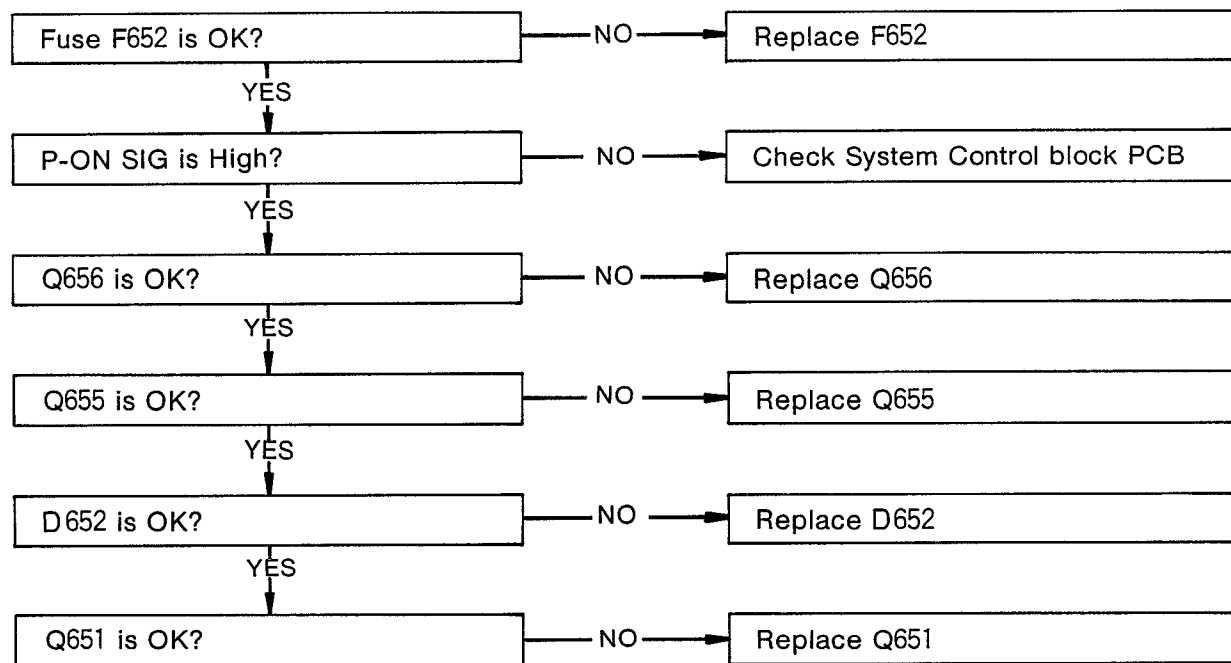 Fuse F652 is OK? NO Replace F652
YES
P-ON SIG is High? NO Check System Control block PCB
YES
Q656 is OK? NO Replace Q656
YES
Q655 is OK? NO Replace Q655
YES
D652 is OK? NO Replace D652
YES
Q651 is OK? NO Replace Q651